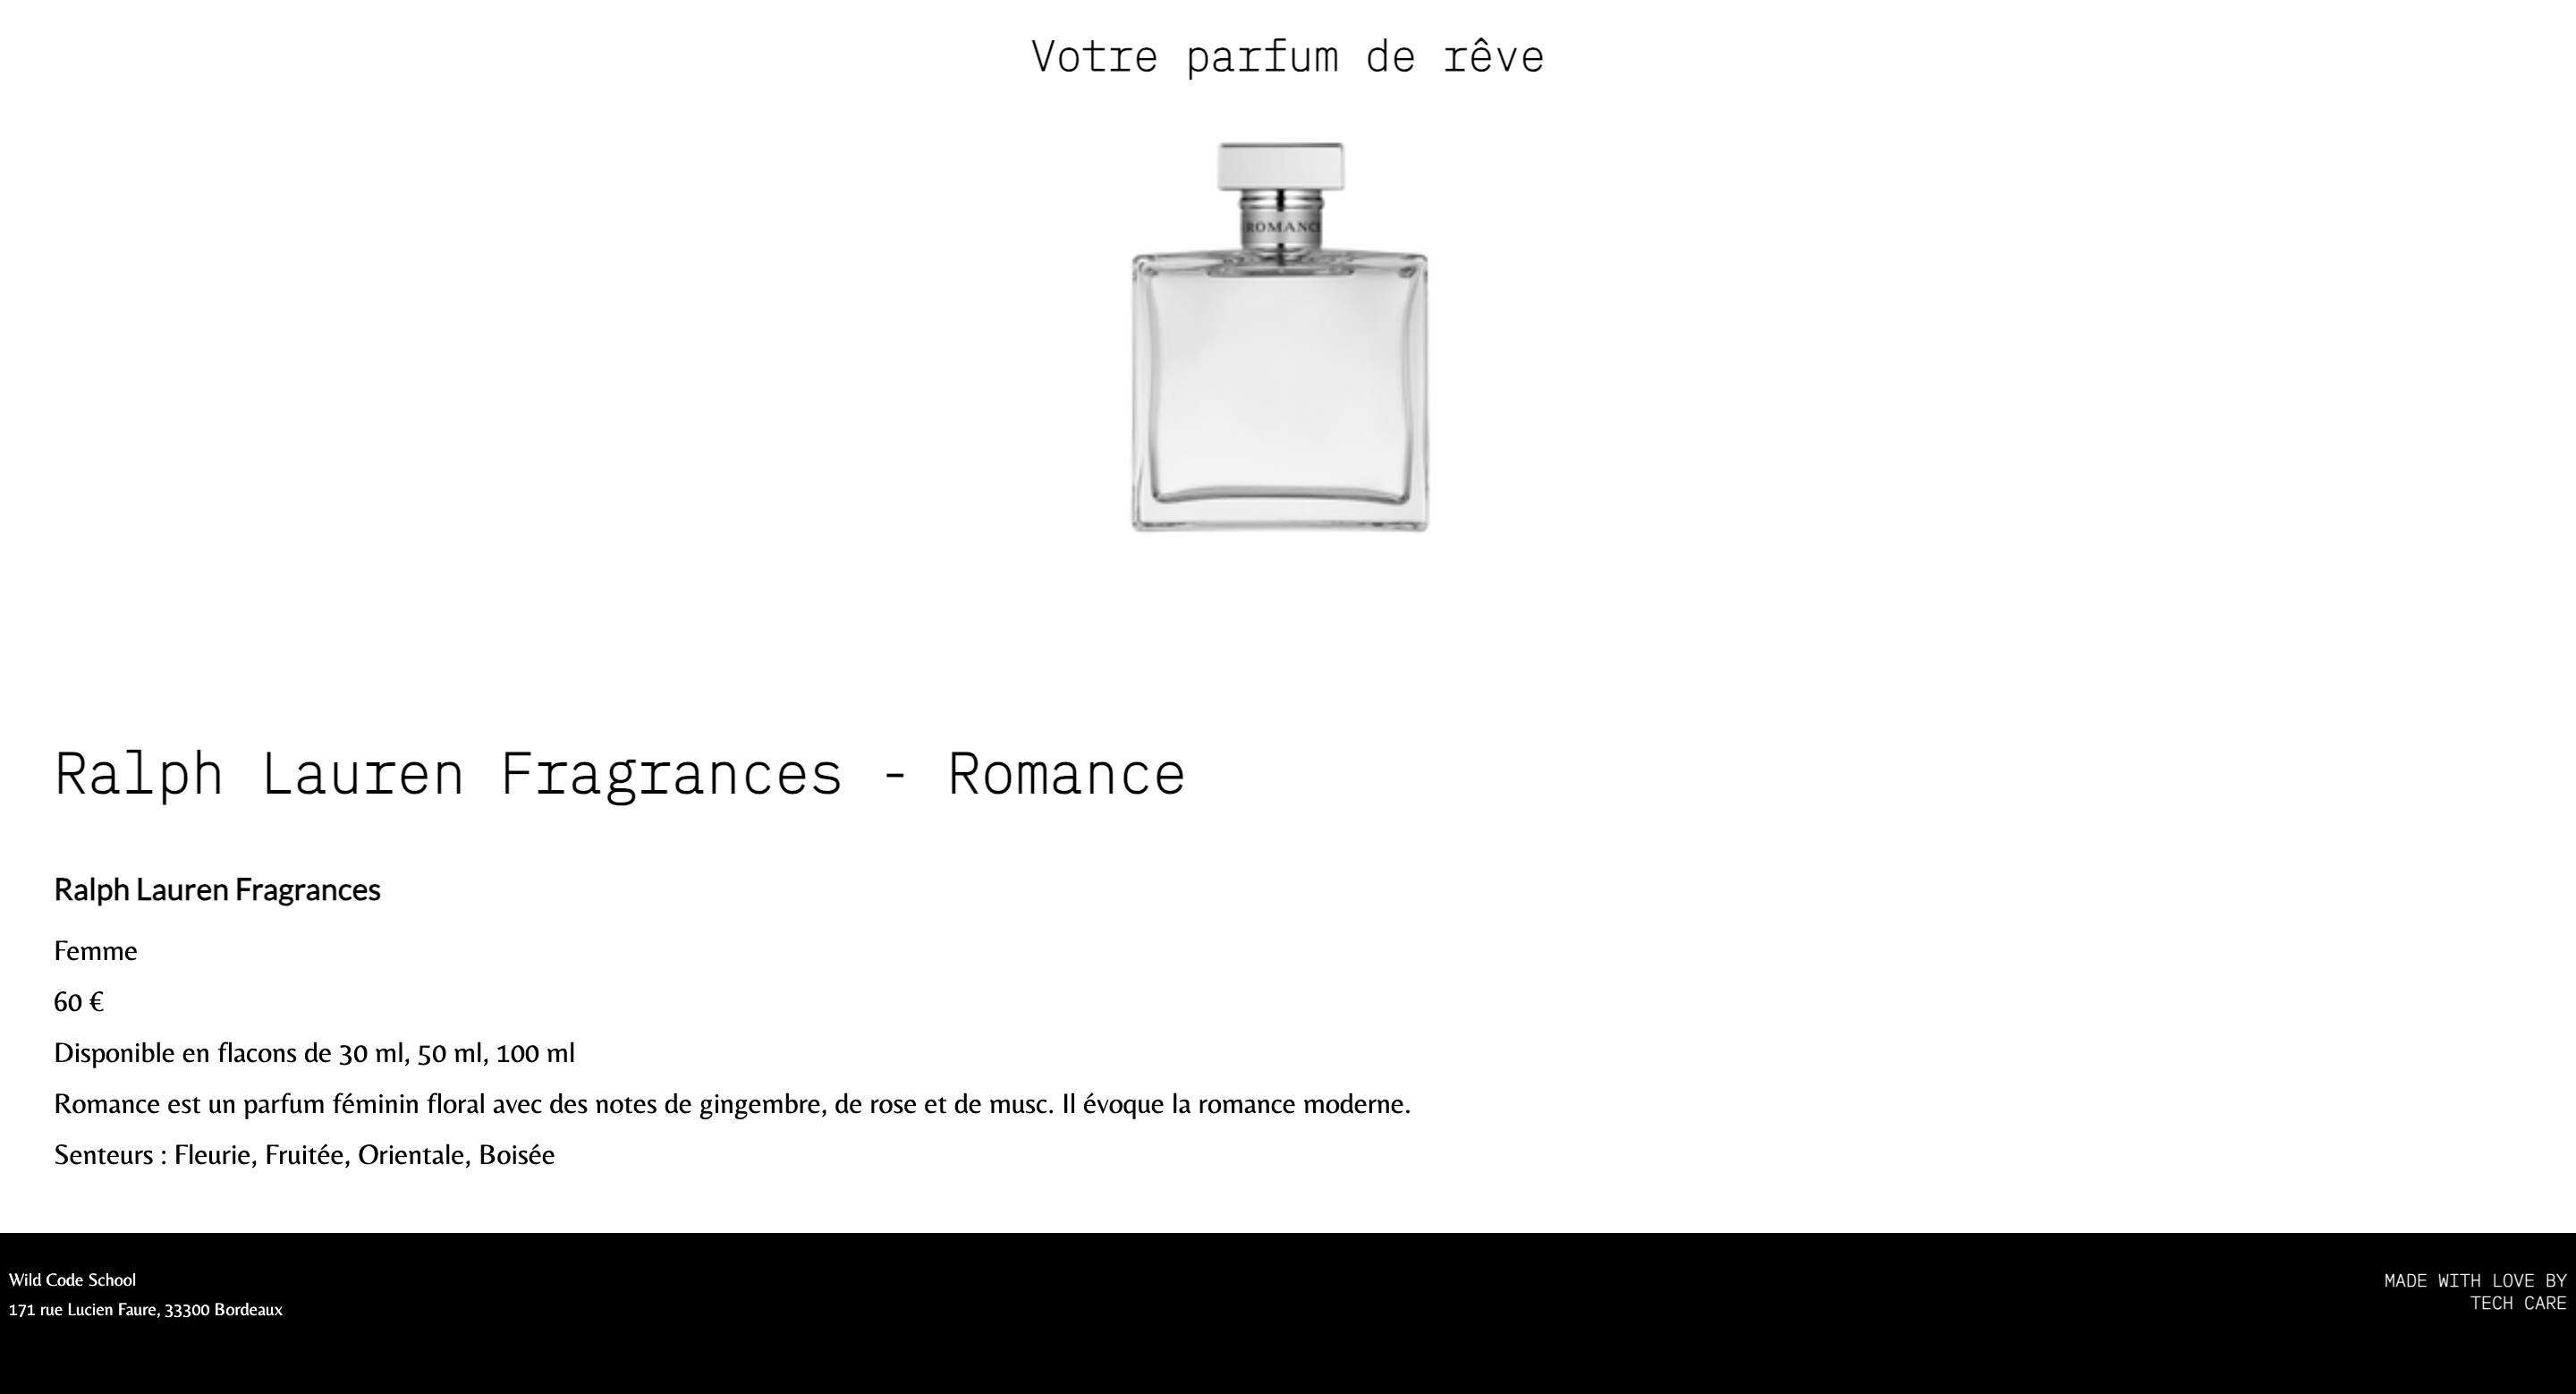 Votre parfum de rêve
ROMANCE
Ralph Lauren Fragrances - Romance
Ralph Lauren Fragrances
Femme
60 €
Disponible en flacons de 30 ml, 50 ml, 100 ml
Romance est un parfum féminin floral avec des notes de gingembre, de rose et de musc. Il évoque la romance moderne.
Senteurs : Fleurie, Fruitée, Orientale, Boisée
Wild Code School
171 rue Lucien Faure, 33300 Bordeaux
MADE WITH LOVE BY
TECH CARE